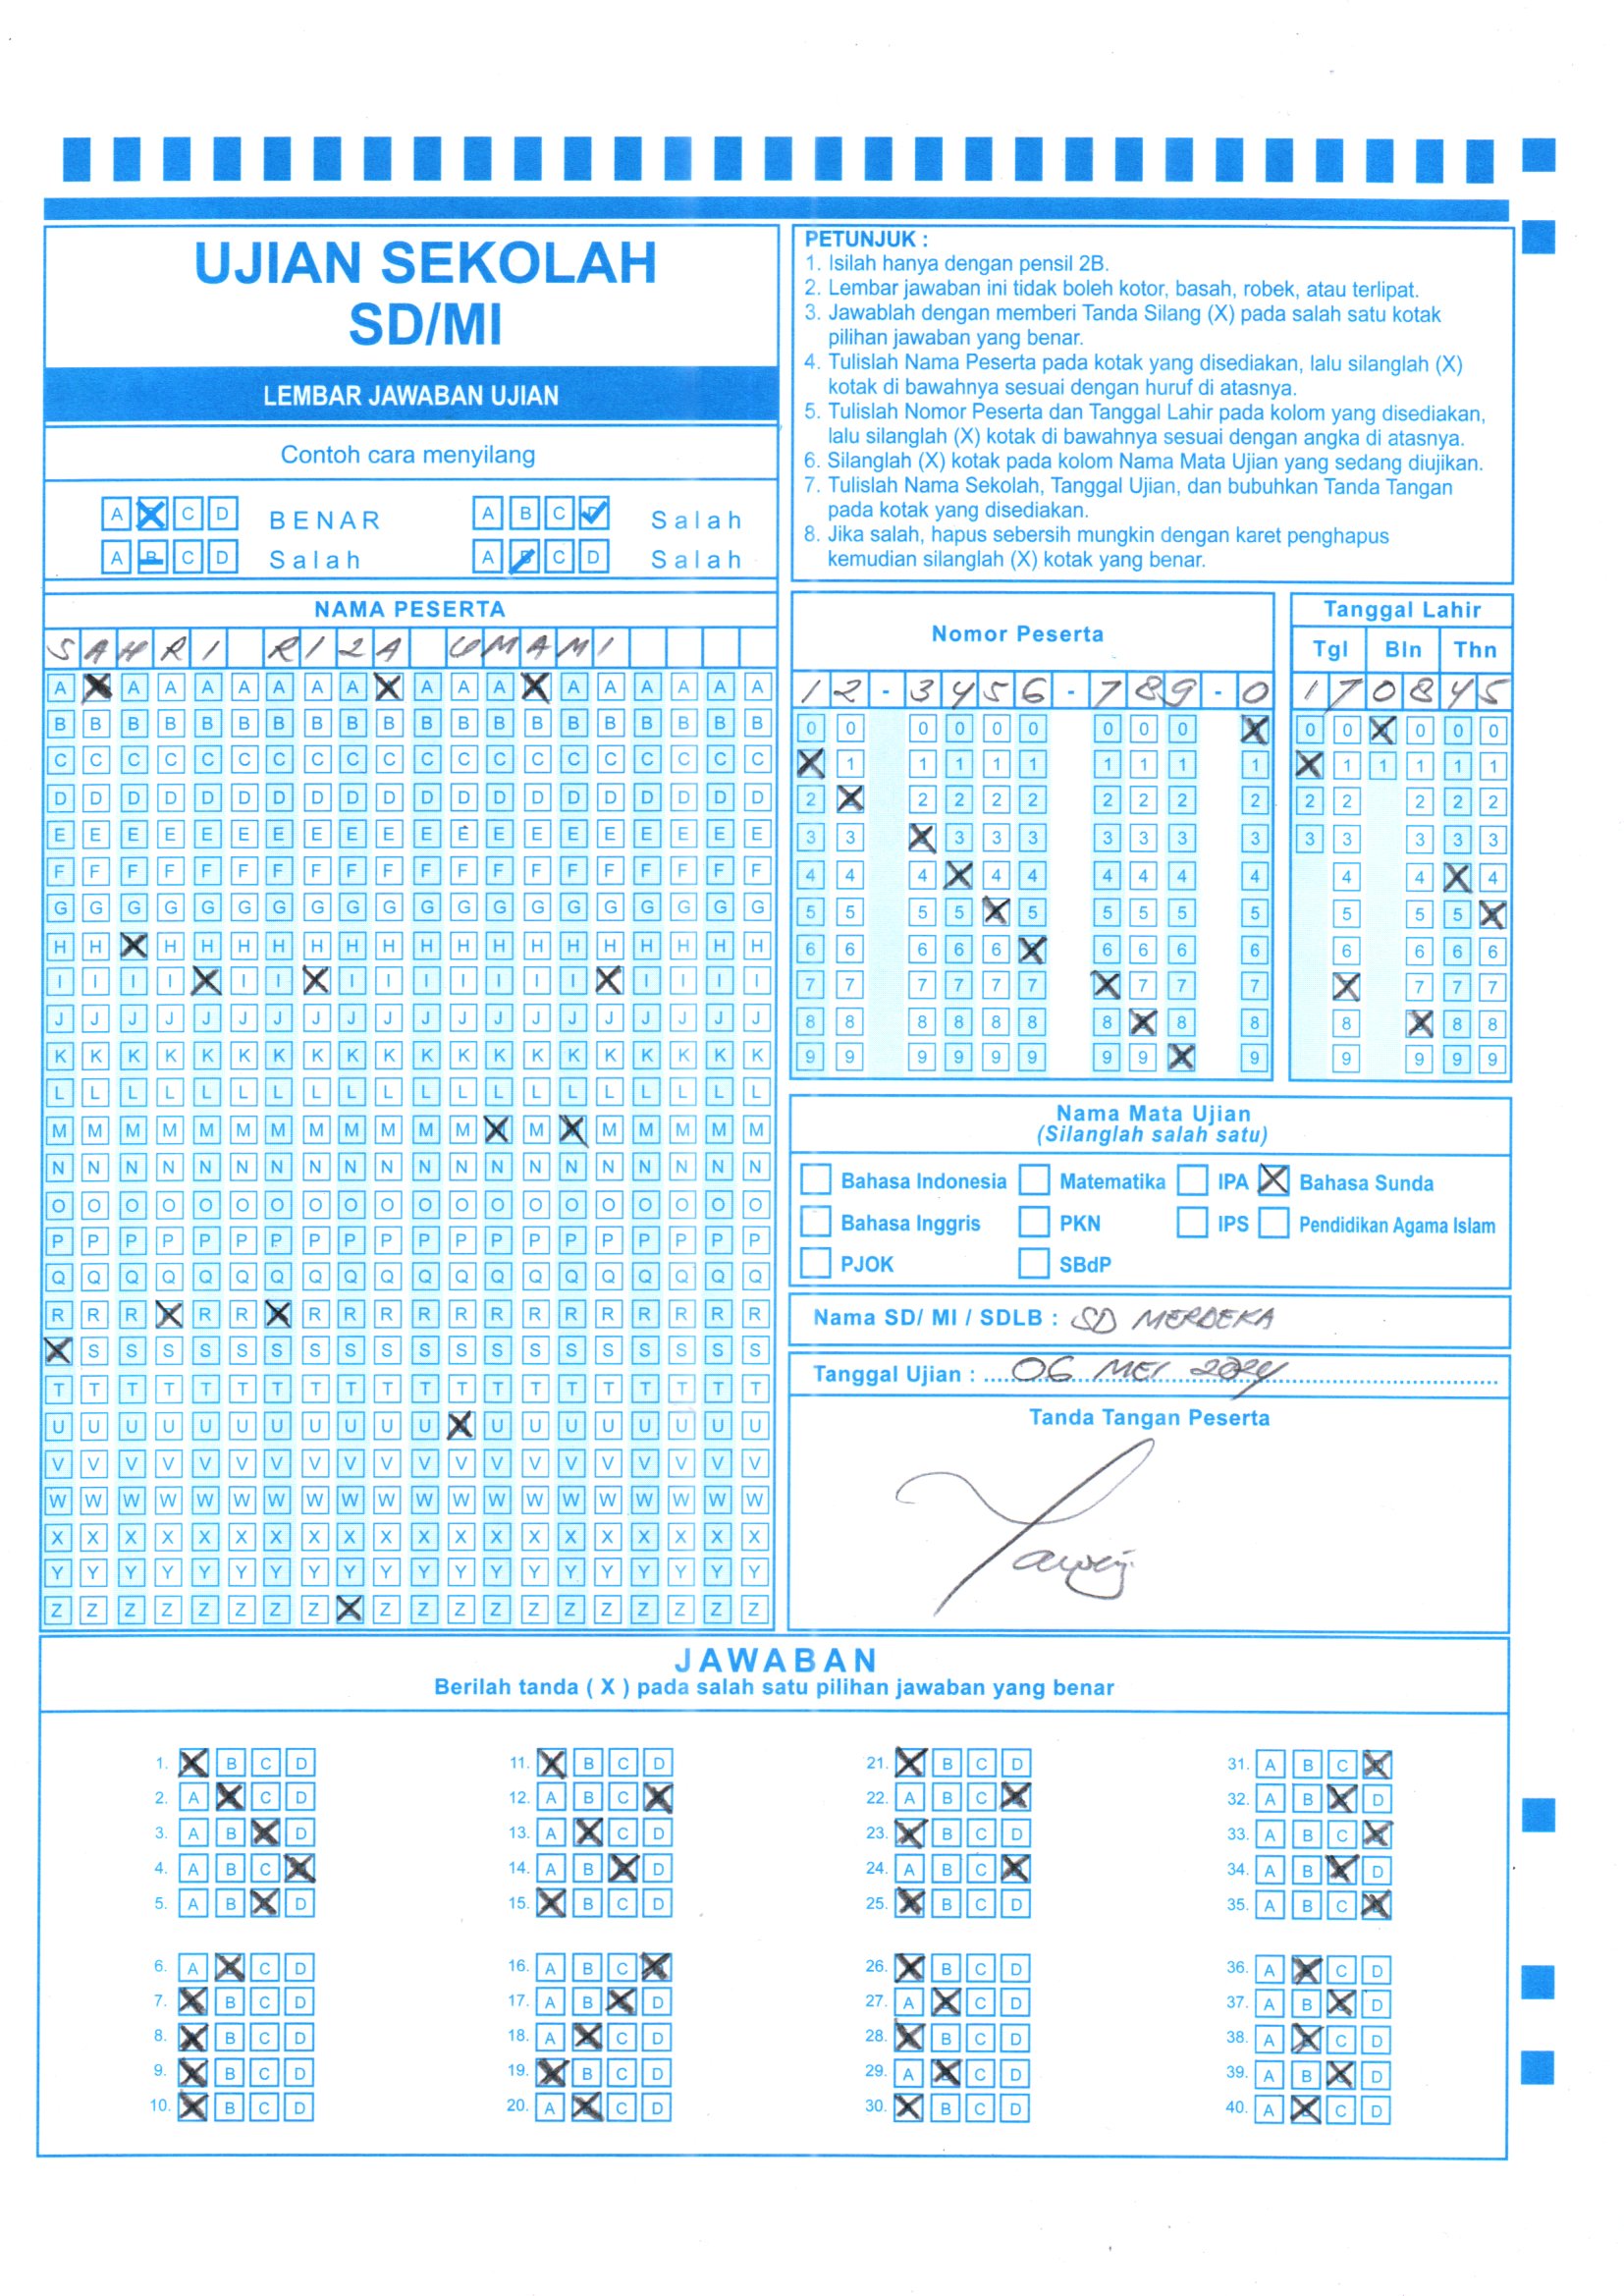 UJIAN SEKOLAH
SD/MI
LEMBAR JAWABAN UJIAN
Contoh cara menyilang
A B C D BENAR A B C D Salah
A B C D Salah A B C D Salah
PETUNJUK :
1. Isilah hanya dengan pensil 2B.
2. Lembar jawaban ini tidak boleh kotor, basah, robek, atau terlipat.
3. Jawablah dengan memberi Tanda Silang (X) pada salah satu kotak
pilihan jawaban yang benar.
4. Tulislah Nama Peserta pada kotak yang disediakan, lalu silanglah (X)
kotak di bawahnya sesuai dengan huruf di atasnya.
5. Tulislah Nomor Peserta dan Tanggal Lahir pada kolom yang disediakan,
lalu silanglah (X) kotak di bawahnya sesuai dengan angka di atasnya.
6. Silanglah (X) kotak pada kolom Nama Mata Ujian yang sedang diujikan.
7. Tulislah Nama Sekolah, Tanggal Ujian, dan bubuhkan Tanda Tangan
pada kotak yang disediakan.
8. Jika salah, hapus sebersih mungkin dengan karet penghapus
kemudian silanglah (X) kotak yang benar.
NAMA PESERTA
SAHRI RIZA UMAMI
Nomor Peserta
12-3456-789-0
Tanggal Lahir
Tgl Bln Thn
17 08 45
Nama Mata Ujian
(Silanglah salah satu)
Bahasa Indonesia Matematika IPA Bahasa Sunda
Bahasa Inggris PKN IPS Pendidikan Agama Islam
PJOK SBdP
Nama SD/ MI / SDLB : SD MERDEKA
Tanggal Ujian : 06 MEI 2024
Tanda Tangan Peserta
JAWABAN
Berilah tanda ( X ) pada salah satu pilihan jawaban yang benar
1. X B C D 11. X B C D 21. X B C D 31. A B C X
2. A X C D 12. A B C X 22. A B C X 32. A B X D
3. A B X D 13. A X C D 23. X B C D 33. A B C X
4. A B C X 14. A B X D 24. A B C X 34. A B X D
5. A B X D 15. X B C D 25. X B C D 35. A B C X
6. A X C D 16. A B C X 26. X B C D 36. A X C D
7. X B C D 17. A B X D 27. A X C D 37. A B X D
8. X B C D 18. A X C D 28. X B C D 38. A X C D
9. X B C D 19. X B C D 29. A X C D 39. A B X D
10. X B C D 20. A X C D 30. X B C D 40. A X C D